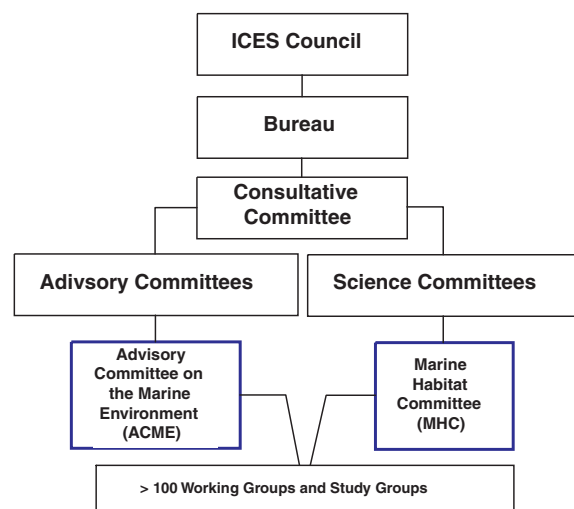 ICES Council
Bureau
Consultative
Committee
Adivsory Committees
Science Committees
Advisory
Committee on
the Marine
Environment
(ACME)
Marine
Habitat
Committee
(MHC)
> 100 Working Groups and Study Groups